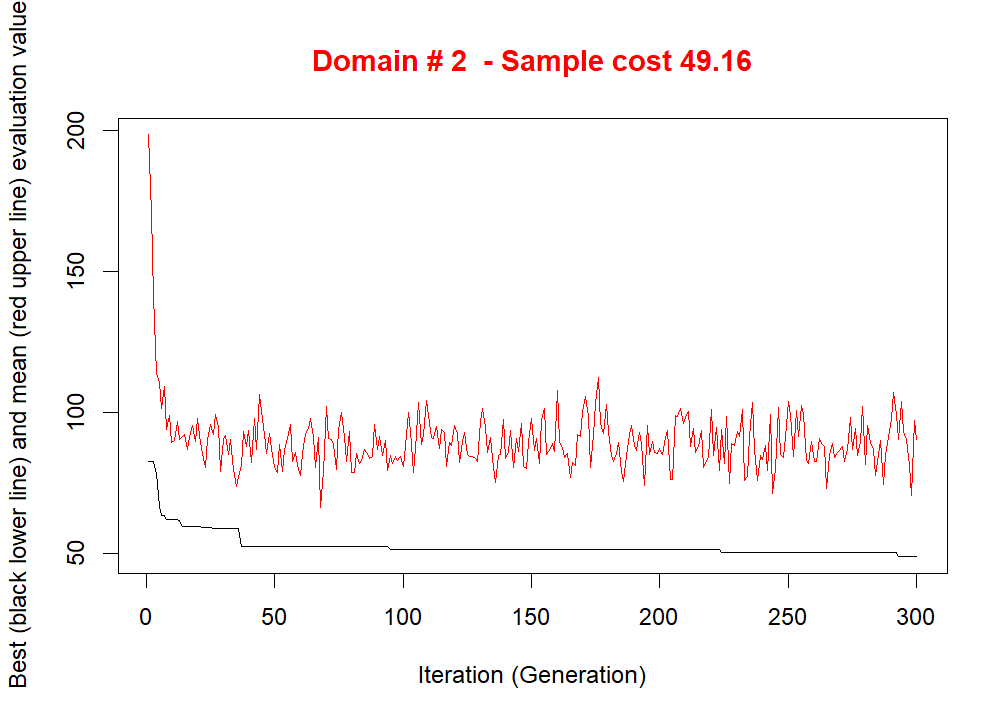 Domain # 2  - Sample cost 49.16
Best (black lower line) and mean (red upper line) evaluation value
200
150
100
50
0 50 100 150 200 250 300
Iteration (Generation)